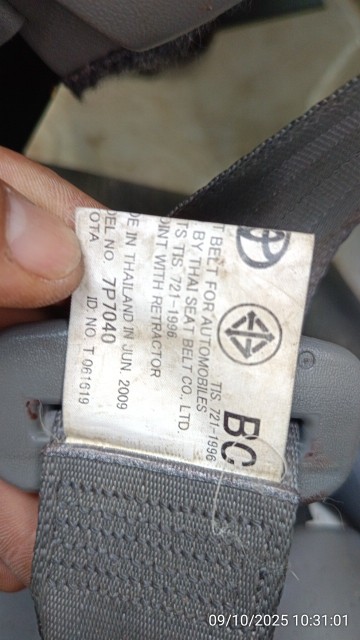 BC
TIS. 721-1996
T BELT FOR AUTOMOBILES
BY THAI SEAT BELT CO., LTD.
TS TIS 721-1996
INT WITH RETRACTOR
DE IN THAILAND IN JUN. 2009
DEL NO. 7P7040
OTA ID. NO. T 061619
09/10/2025 10:31:01